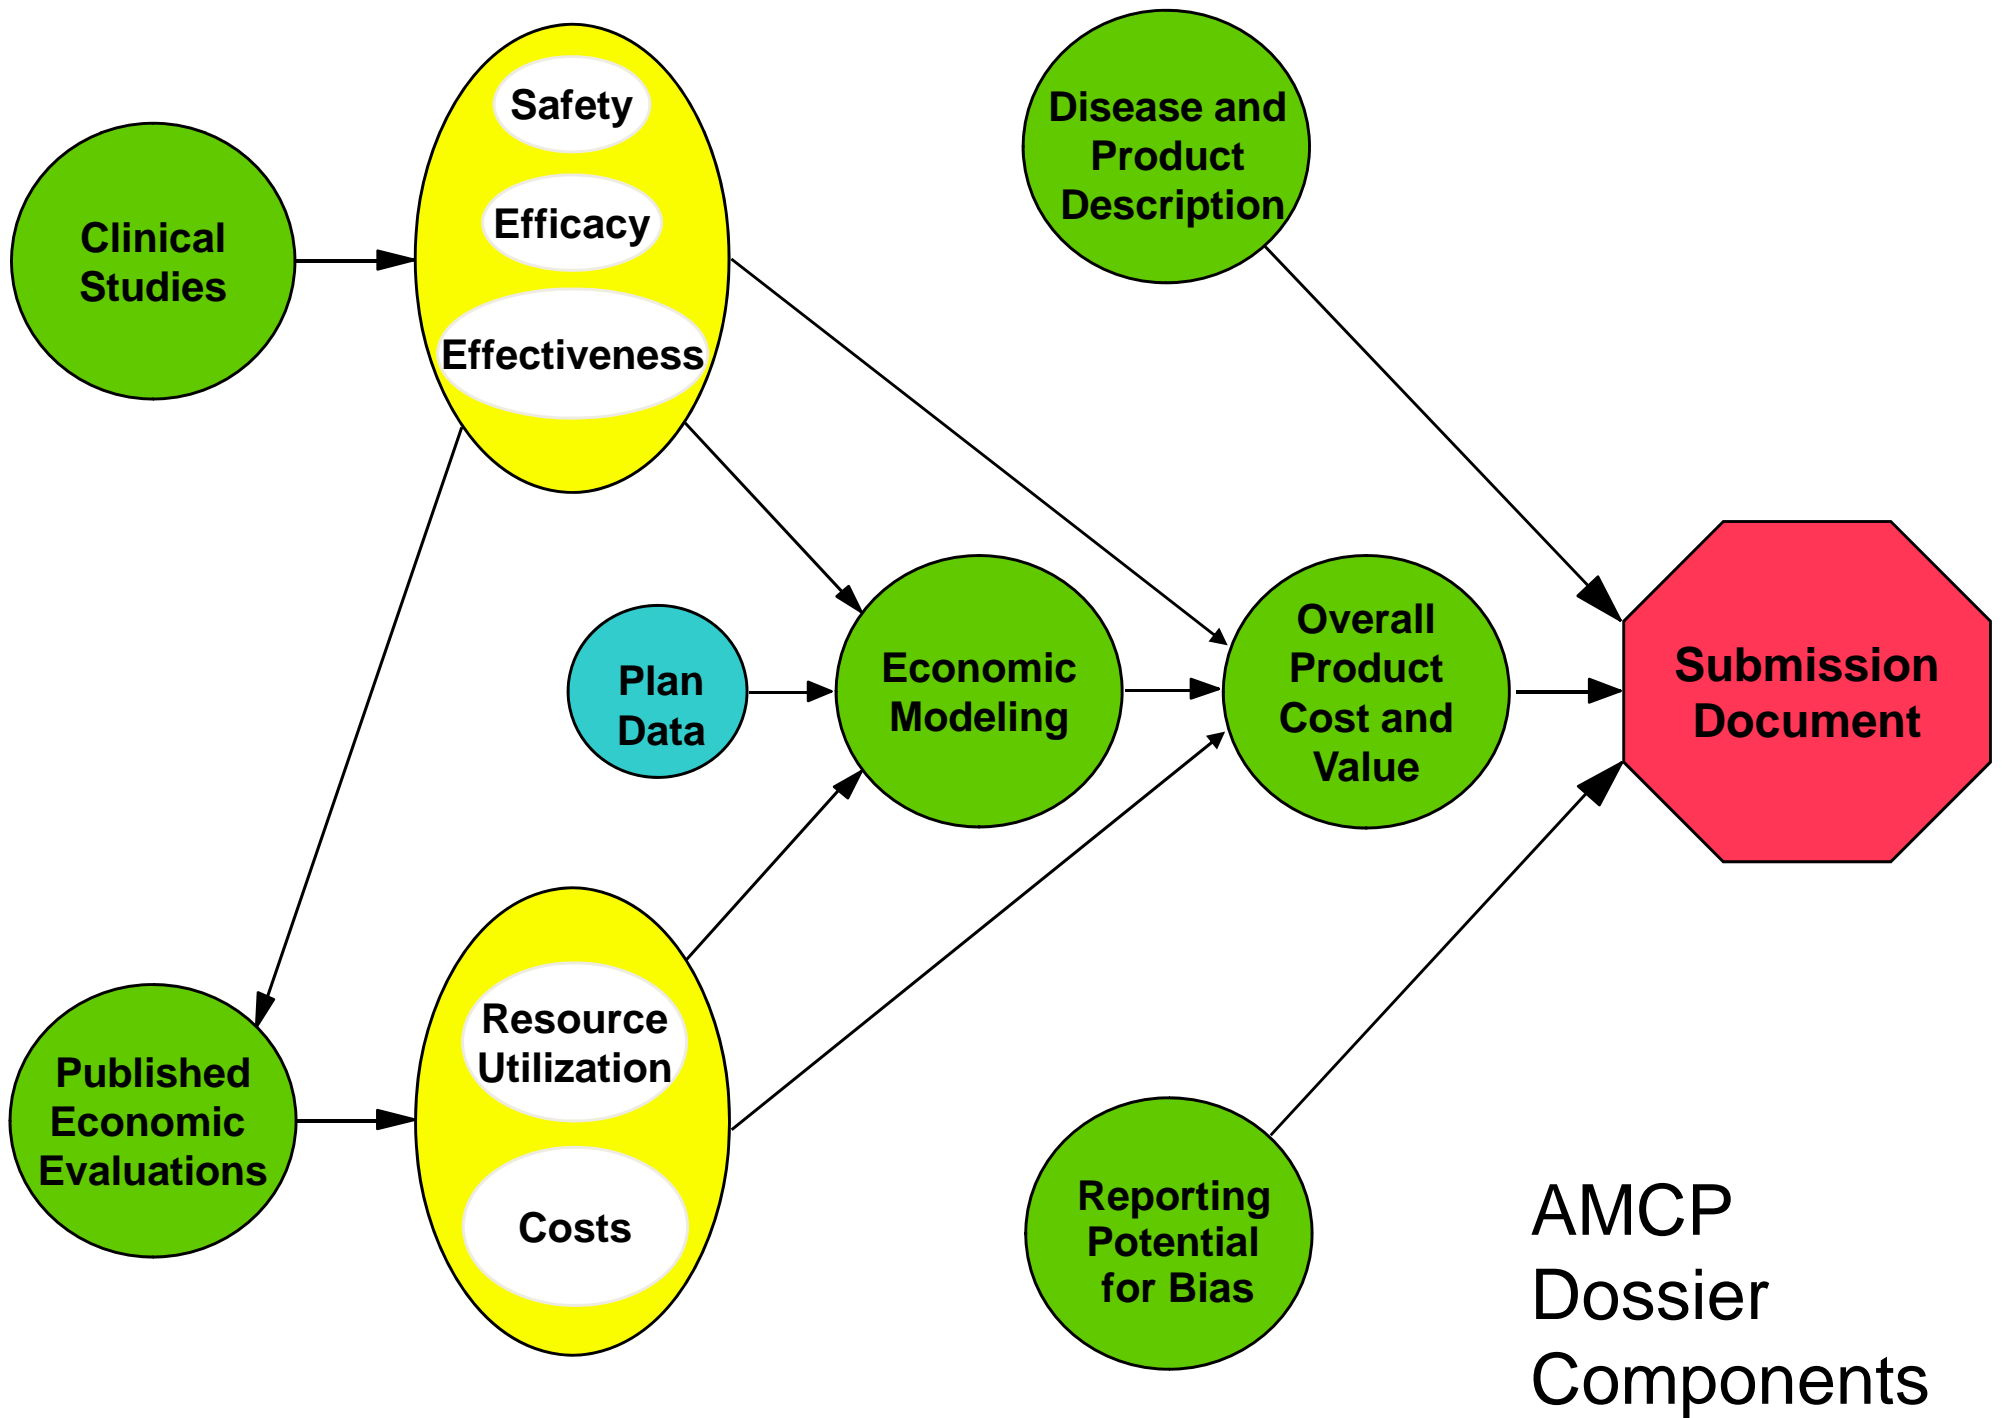 Safety
Efficacy
Effectiveness
Clinical
Studies
Disease and
Product
Description
Plan
Data
Economic
Modeling
Overall
Product
Cost and
Value
Submission
Document
Published
Economic
Evaluations
Resource
Utilization
Costs
Reporting
Potential
for Bias
AMCP
Dossier
Components